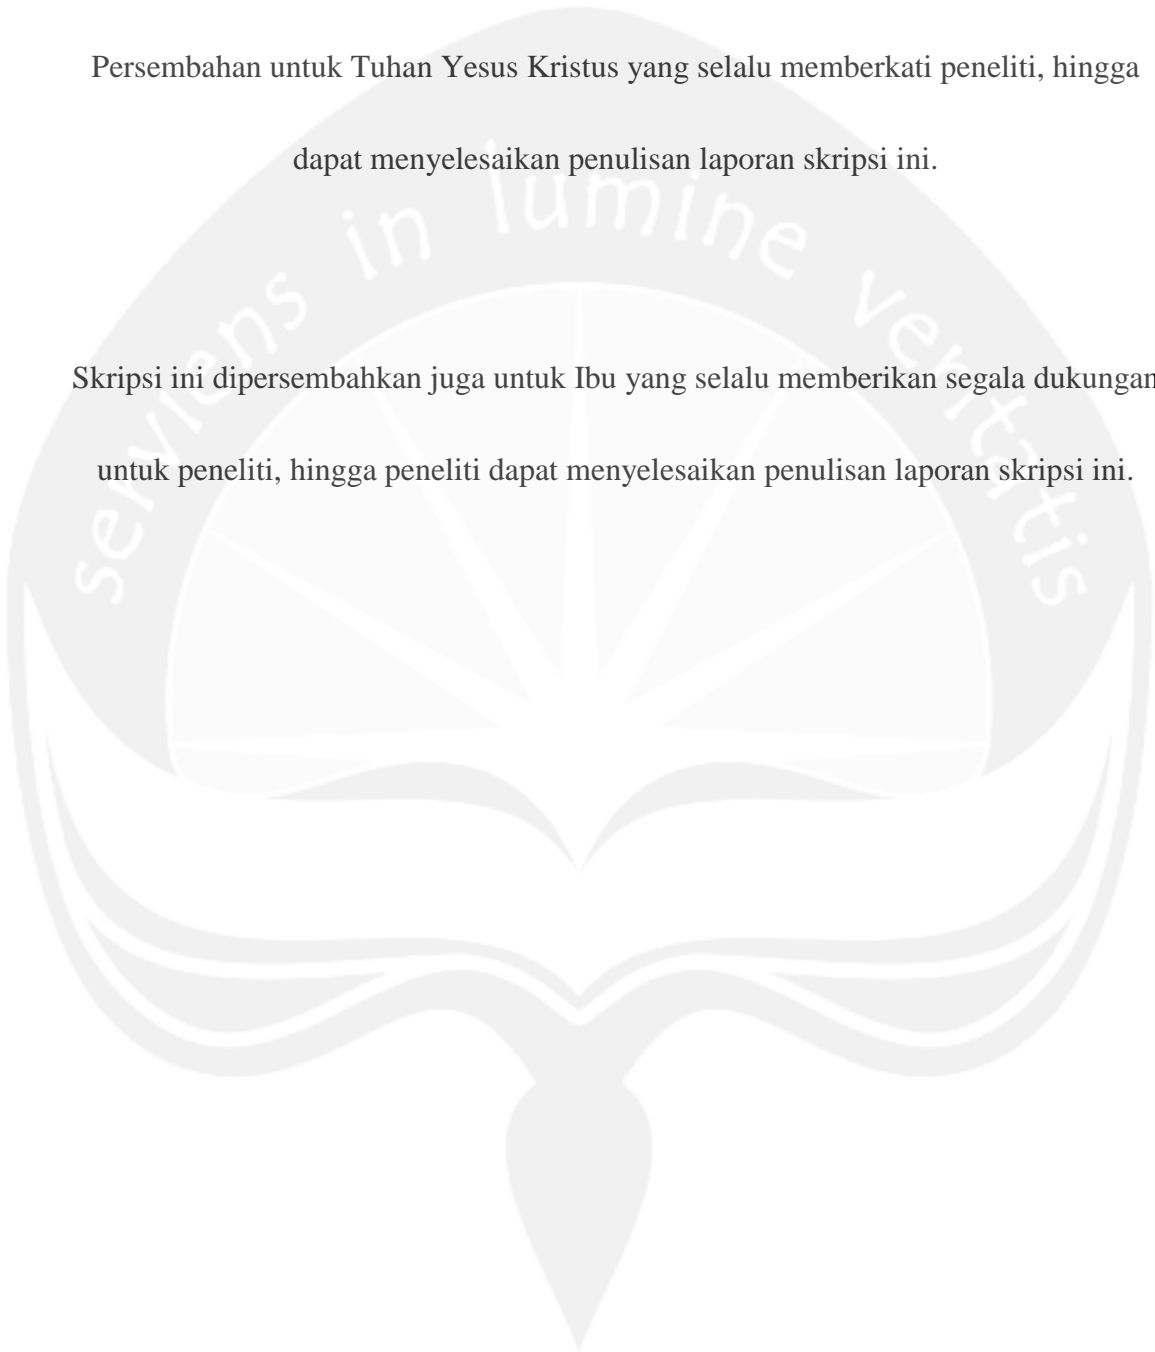 Persembahan untuk Tuhan Yesus Kristus yang selalu memberkati peneliti, hingga
dapat menyelesaikan penulisan laporan skripsi ini.
serviens in lumine veritatis
Skripsi ini dipersembahkan juga untuk Ibu yang selalu memberikan segala dukungan
untuk peneliti, hingga peneliti dapat menyelesaikan penulisan laporan skripsi ini.